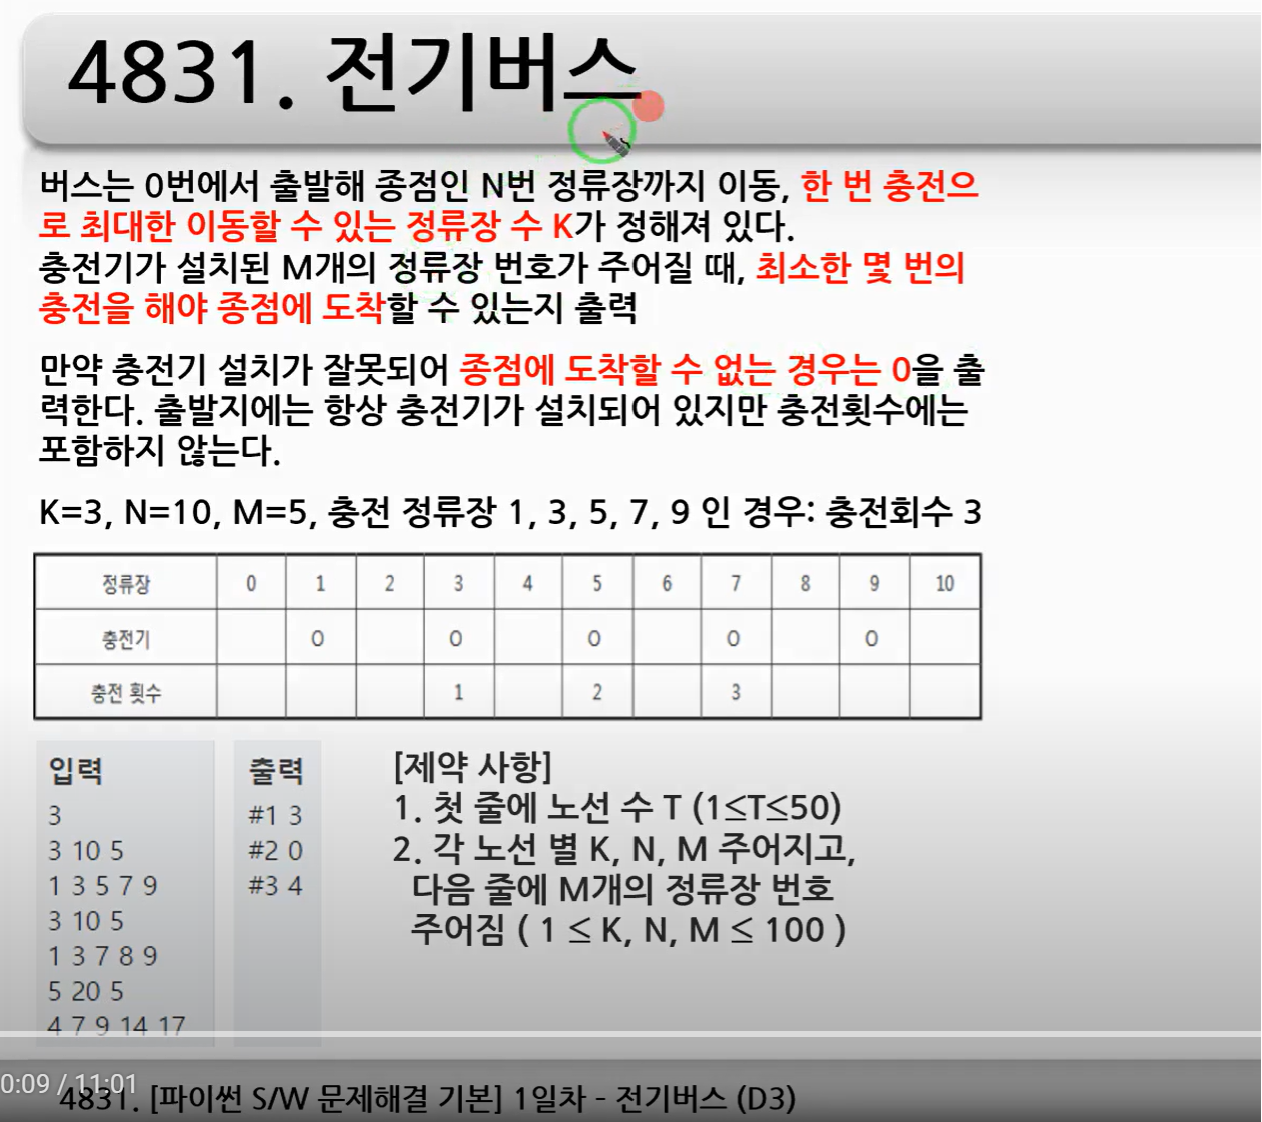 4831. 전기버스
버스는 0번에서 출발해 종점인 N번 정류장까지 이동, 한 번 충전으
로 최대한 이동할 수 있는 정류장 수 K가 정해져 있다.
충전기가 설치된 M개의 정류장 번호가 주어질 때, 최소한 몇 번의
충전을 해야 종점에 도착할 수 있는지 출력
만약 충전기 설치가 잘못되어 종점에 도착할 수 없는 경우는 0을 출
력한다. 출발지에는 항상 충전기가 설치되어 있지만 충전횟수에는
포함하지 않는다.
K=3, N=10, M=5, 충전 정류장 1, 3, 5, 7, 9 인 경우: 충전회수 3
정류장 0 1 2 3 4 5 6 7 8 9 10
충전기 O O O O O
충전 횟수 1 2 3
입력
3
3 10 5
1 3 5 7 9
3 10 5
1 3 7 8 9
5 20 5
4 7 9 14 17
출력
#1 3
#2 0
#3 4
[제약 사항]
1. 첫 줄에 노선 수 T (1≤T≤50)
2. 각 노선 별 K, N, M 주어지고,
다음 줄에 M개의 정류장 번호
주어짐 ( 1 ≤ K, N, M ≤ 100 )
0:09 / 11:01
4831. [파이썬 S/W 문제해결 기본] 1일차 - 전기버스 (D3)